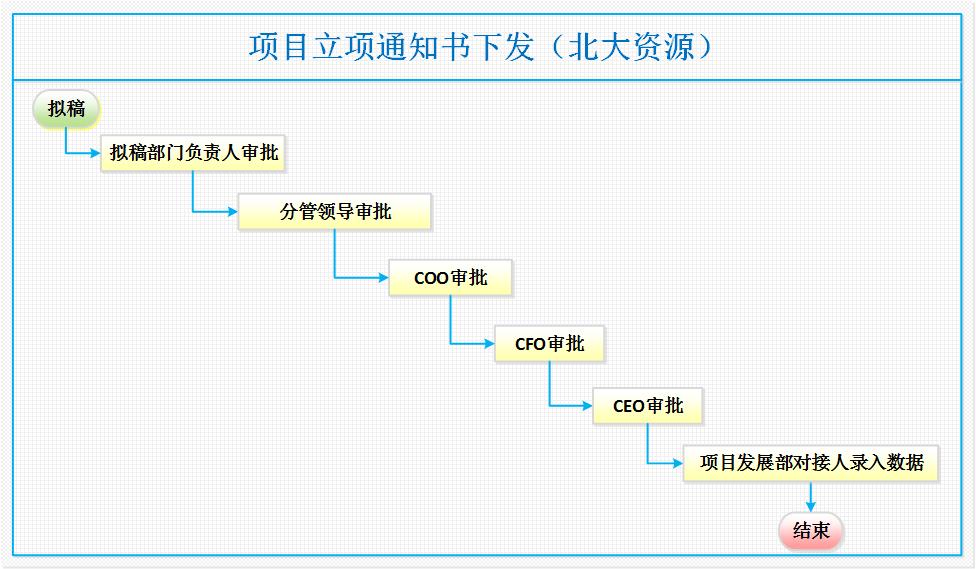 项目立项通知书下发（北大资源）
拟稿
拟稿部门负责人审批
分管领导审批
COO审批
CFO审批
CEO审批
项目发展部对接人录入数据
结束